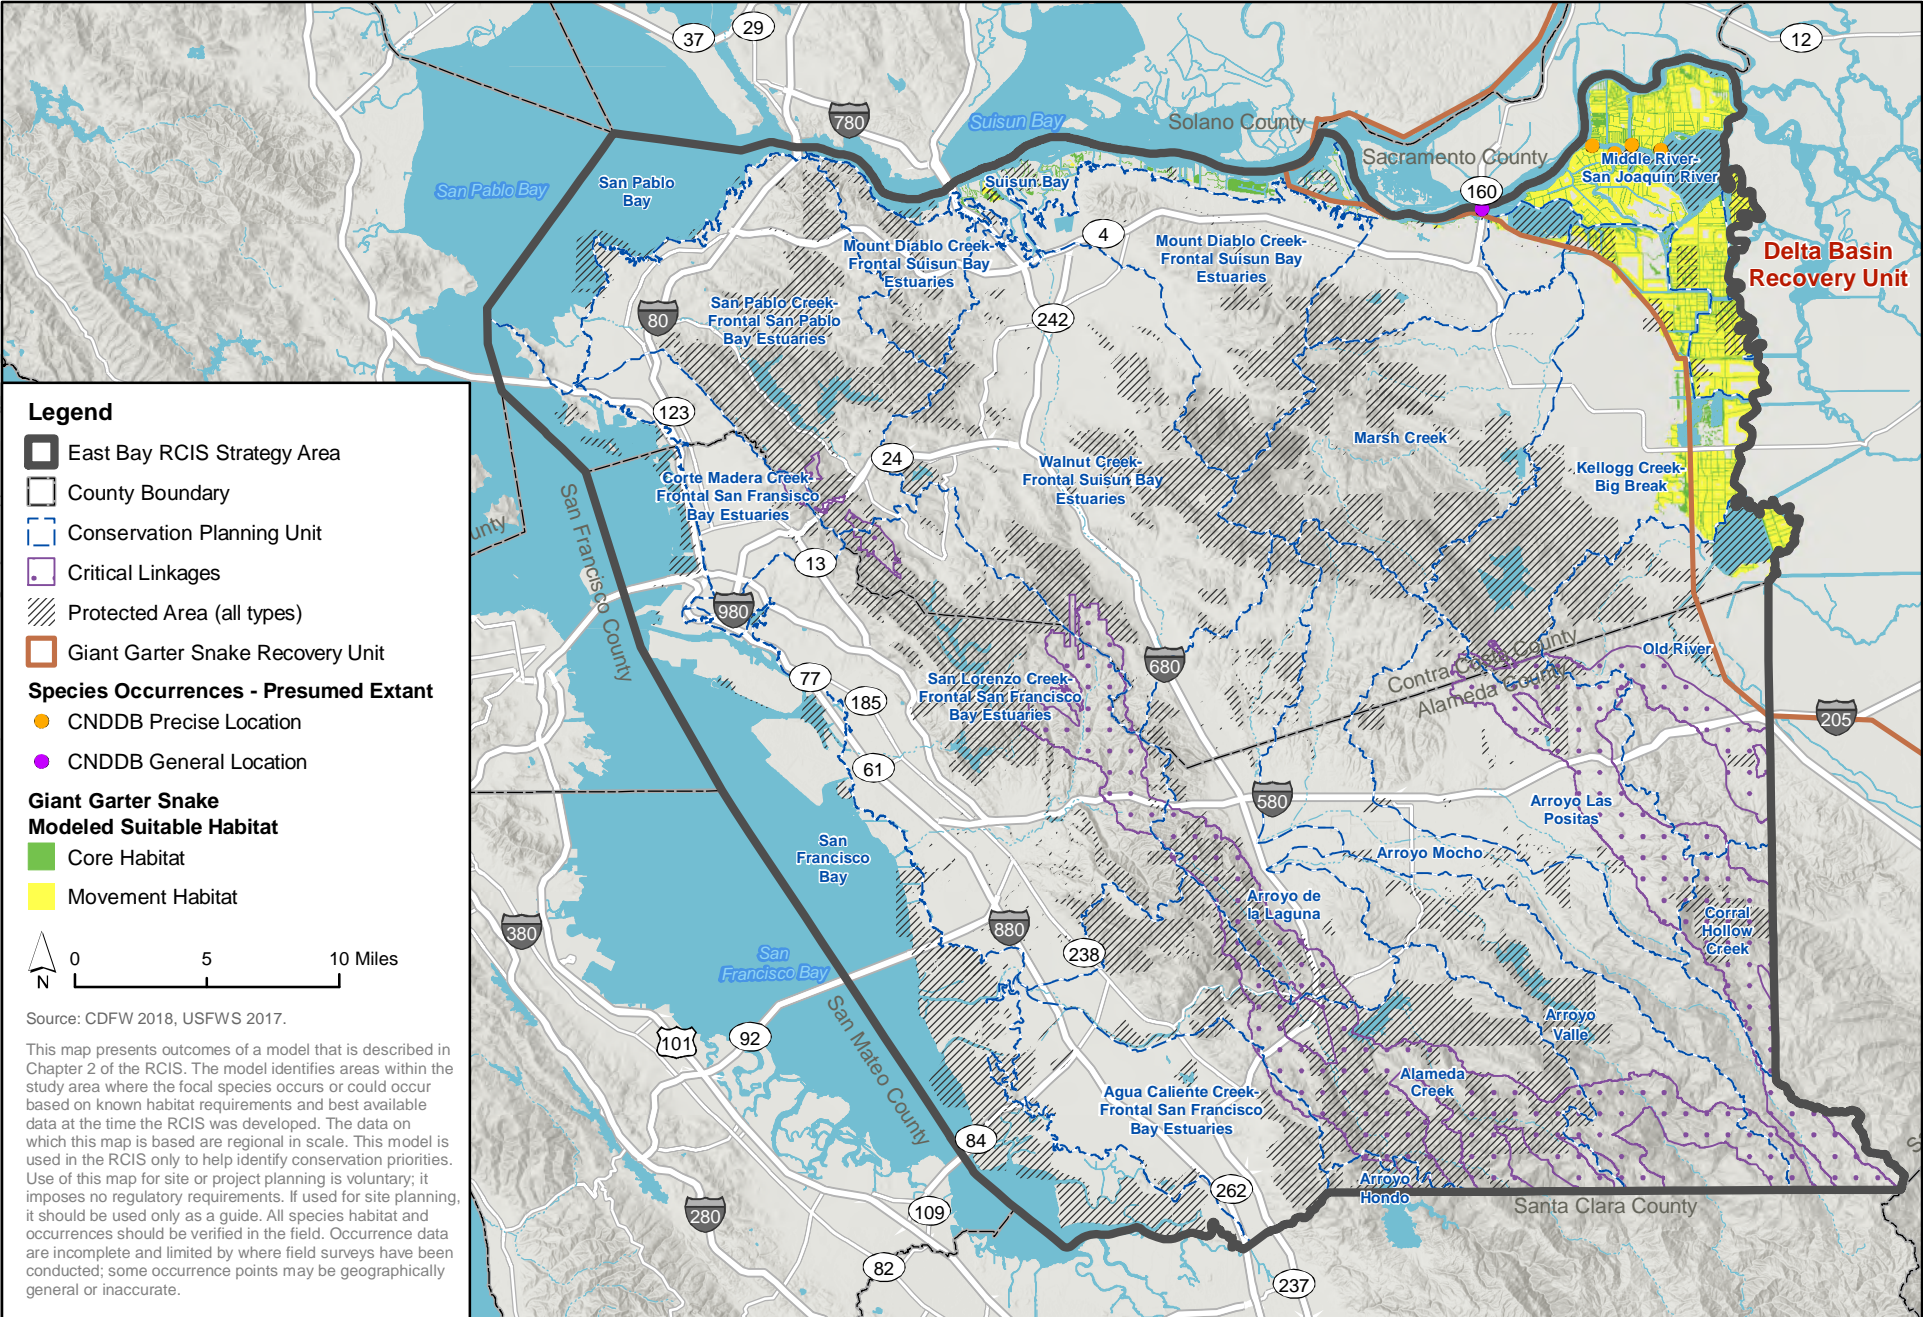 37
29
12
780
Suisun Bay
Solano County
Sacramento County
San Pablo Bay
San Pablo
Bay
Suisun Bay
160
Middle River-
San Joaquin River
4
Mount Diablo Creek-
Frontal Suisun Bay
Estuaries
Mount Diablo Creek-
Frontal Suisun Bay
Estuaries
Delta Basin
Recovery Unit
80
San Pablo Creek-
Frontal San Pablo
Bay Estuaries
242
123
24
Marsh Creek
Walnut Creek-
Frontal Suisun Bay
Estuaries
Kellogg Creek-
Big Break
Corte Madera Creek-
Frontal San Fransisco
Bay Estuaries
unty
San Francisco County
13
980
680
Contra Costa County
Alameda County
Old River
77
185
San Lorenzo Creek-
Frontal San Francisco
Bay Estuaries
205
61
580
Arroyo Las
Positas
San
Francisco
Bay
Arroyo Mocho
Arroyo de
la Laguna
Corral
Hollow
Creek
380
880
238
San
Francisco Bay
San Mateo County
101
92
Arroyo
Valle
Alameda
Creek
Agua Caliente Creek-
Frontal San Francisco
Bay Estuaries
84
262
Arroyo
Hondo
Santa Clara County
S
280
109
82
237
Legend
East Bay RCIS Strategy Area
County Boundary
Conservation Planning Unit
Critical Linkages
Protected Area (all types)
Giant Garter Snake Recovery Unit
Species Occurrences - Presumed Extant
CNDDB Precise Location
CNDDB General Location
Giant Garter Snake
Modeled Suitable Habitat
Core Habitat
Movement Habitat
N
0 5 10 Miles
Source: CDFW 2018, USFWS 2017.
This map presents outcomes of a model that is described in
Chapter 2 of the RCIS. The model identifies areas within the
study area where the focal species occurs or could occur
based on known habitat requirements and best available
data at the time the RCIS was developed. The data on
which this map is based are regional in scale. This model is
used in the RCIS only to help identify conservation priorities.
Use of this map for site or project planning is voluntary; it
imposes no regulatory requirements. If used for site planning,
it should be used only as a guide. All species habitat and
occurrences should be verified in the field. Occurrence data
are incomplete and limited by where field surveys have been
conducted; some occurrence points may be geographically
general or inaccurate.